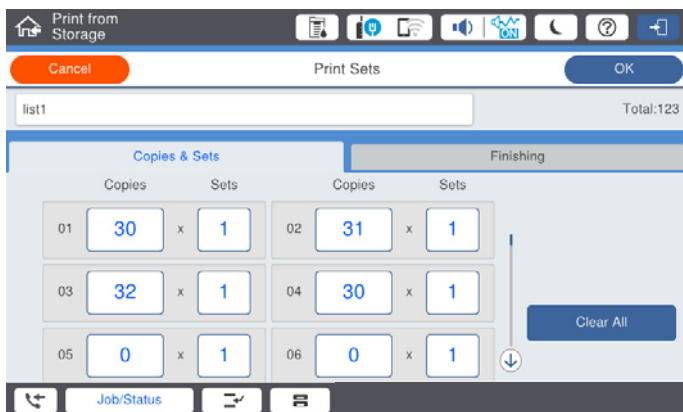 Print from
Storage
ON
Cancel
Print Sets
OK
list1
Total:123
Copies & Sets
Finishing
Copies Sets Copies Sets
01 30 x 1 02 31 x 1
03 32 x 1 04 30 x 1
Clear All
05 0 x 1 06 0 x 1
Job/Status